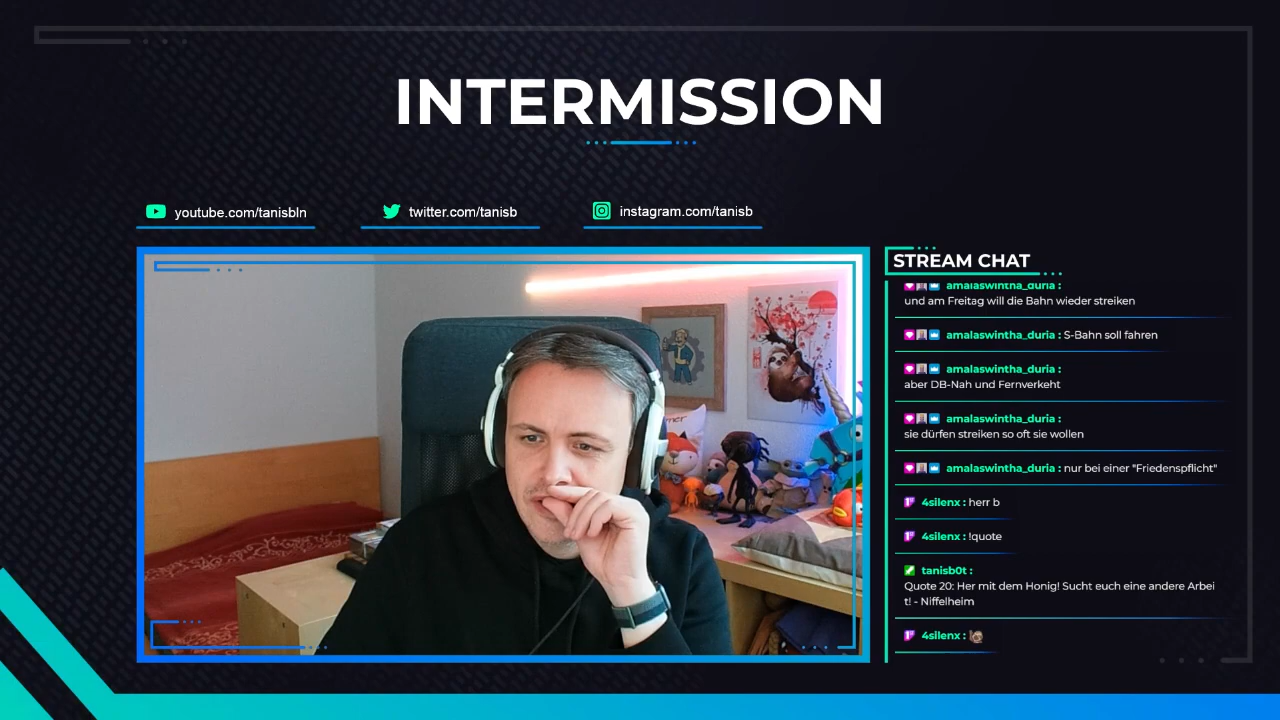 INTERMISSION
youtube.com/tanisbln
twitter.com/tanisb
instagram.com/tanisb
STREAM CHAT
amalaswintha_duria :
und am Freitag will die Bahn wieder streiken
amalaswintha_duria : S-Bahn soll fahren
amalaswintha_duria :
aber DB-Nah und Fernverkeht
amalaswintha_duria :
sie dürfen streiken so oft sie wollen
amalaswintha_duria : nur bei einer "Friedenspflicht"
4silenx : herr b
4silenx : !quote
tanisb0t :
Quote 20: Her mit dem Honig! Sucht euch eine andere Arbei
t! - Niffelheim
4silenx :